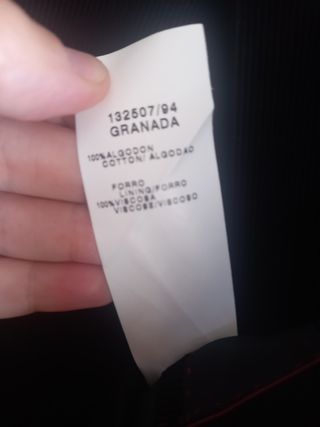 132507/94
GRANADA
100%ALGODON
COTTON/ALGODAO
FORRO
LINING/FORRO
100%VISCOSA
VISCOSE/VISCOSO